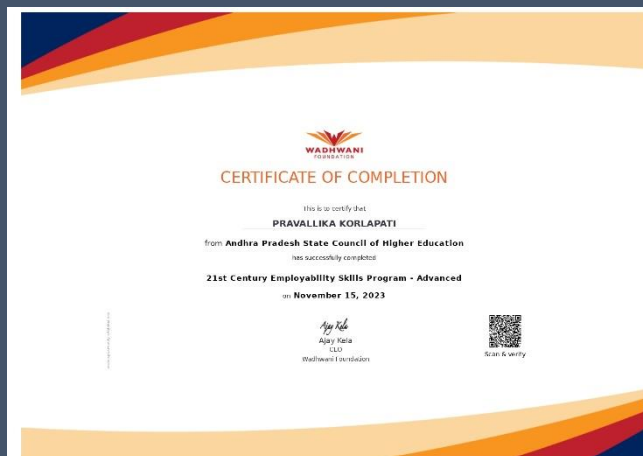 WADHWANI
FOUNDATION
CERTIFICATE OF COMPLETION
This is to certify that
PRAVALLIKA KORLAPATI
from Andhra Pradesh State Council of Higher Education
has successfully completed
21st Century Employability Skills Program - Advanced
on November 15, 2023
Ajay Kela
Ajay Kela
CEO
Wadhwani Foundation
Scan & verify